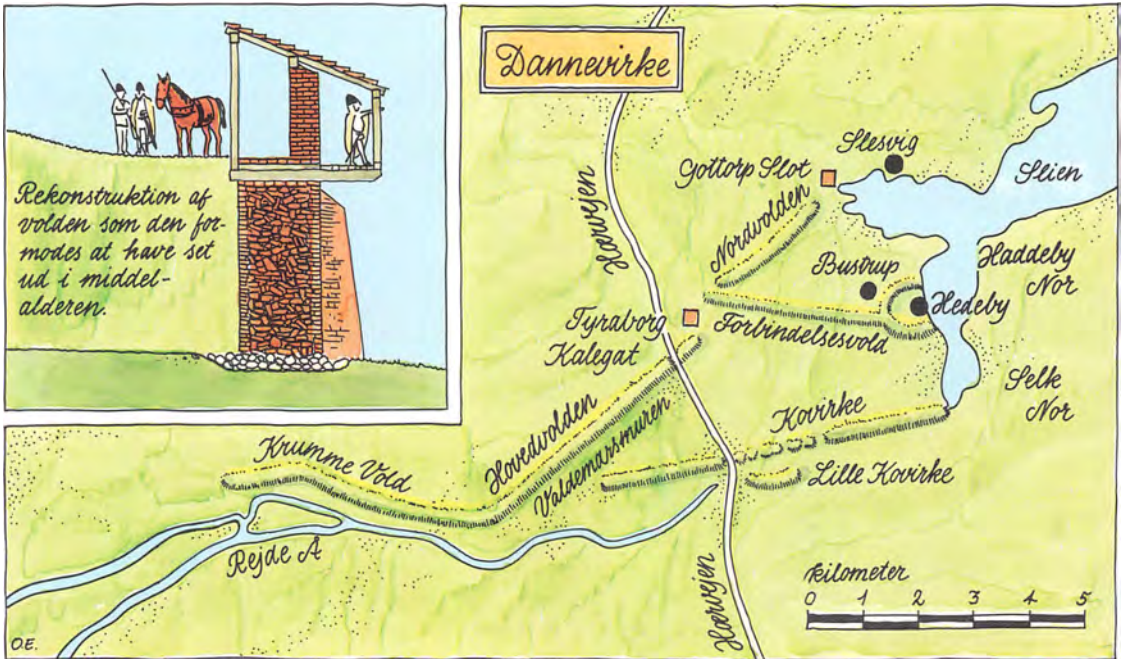 Rekonstruktion af
volden som den for-
modes at have set
ud i middel-
alderen.
Dannevirke
Hærvejen
Gottorp Slot
Slesvig
Slien
Nordvolden
Bustrup
Haddeby
Nor
Hedeby
Tyraborg
Kalegat
Forbindelsesvold
Selk
Nor
Kovirke
Lille Kovirke
Hovedvolden
Valdemarsmuren
Krumme Vold
Rejde Å
Hærvejen
kilometer
0 1 2 3 4 5
O.E.